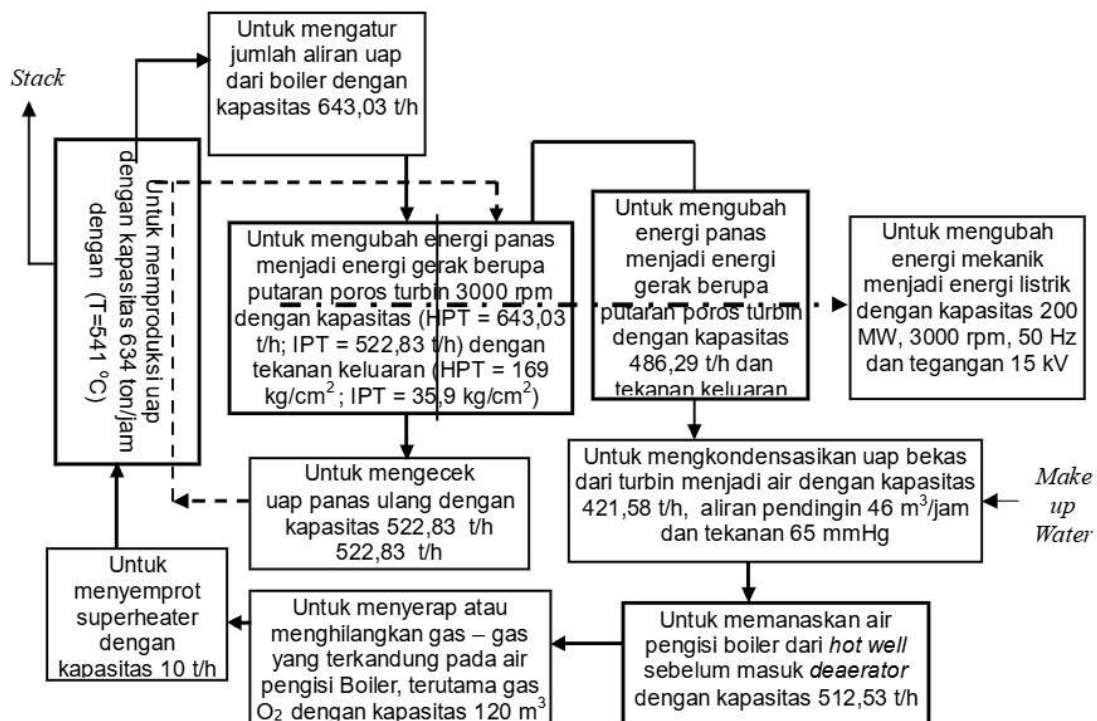 Untuk mengatur
jumlah aliran uap
dari boiler dengan
kapasitas 643,03 t/h
Stack
Untuk memproduksi uap
dengan kapasitas 634 ton/jam
dengan (T=541 °C)
Untuk mengubah energi panas
menjadi energi gerak berupa
putaran poros turbin 3000 rpm
dengan kapasitas (HPT = 643,03
t/h; IPT = 522,83 t/h) dengan
tekanan keluaran (HPT = 169
kg/cm² ; IPT = 35,9 kg/cm²)
Untuk mengubah
energi panas
menjadi energi
gerak berupa
putaran poros turbin
dengan kapasitas
486,29 t/h dan
tekanan keluaran
Untuk mengubah
energi mekanik
menjadi energi listrik
dengan kapasitas 200
MW, 3000 rpm, 50 Hz
dan tegangan 15 kV
Untuk mengecek
uap panas ulang dengan
kapasitas 522,83 t/h
522,83 t/h
Untuk mengkondensasikan uap bekas
dari turbin menjadi air dengan kapasitas
421,58 t/h, aliran pendingin 46 m³/jam
dan tekanan 65 mmHg
Make
up
Water
Untuk
menyemprot
superheater
dengan
kapasitas 10 t/h
Untuk menyerap atau
menghilangkan gas – gas
yang terkandung pada air
pengisi Boiler, terutama gas
O₂ dengan kapasitas 120 m³
Untuk memanaskan air
pengisi boiler dari hot well
sebelum masuk deaerator
dengan kapasitas 512,53 t/h